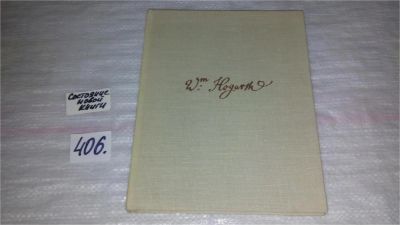 Состояние
новой
книги
406.
Wm: Hogarth